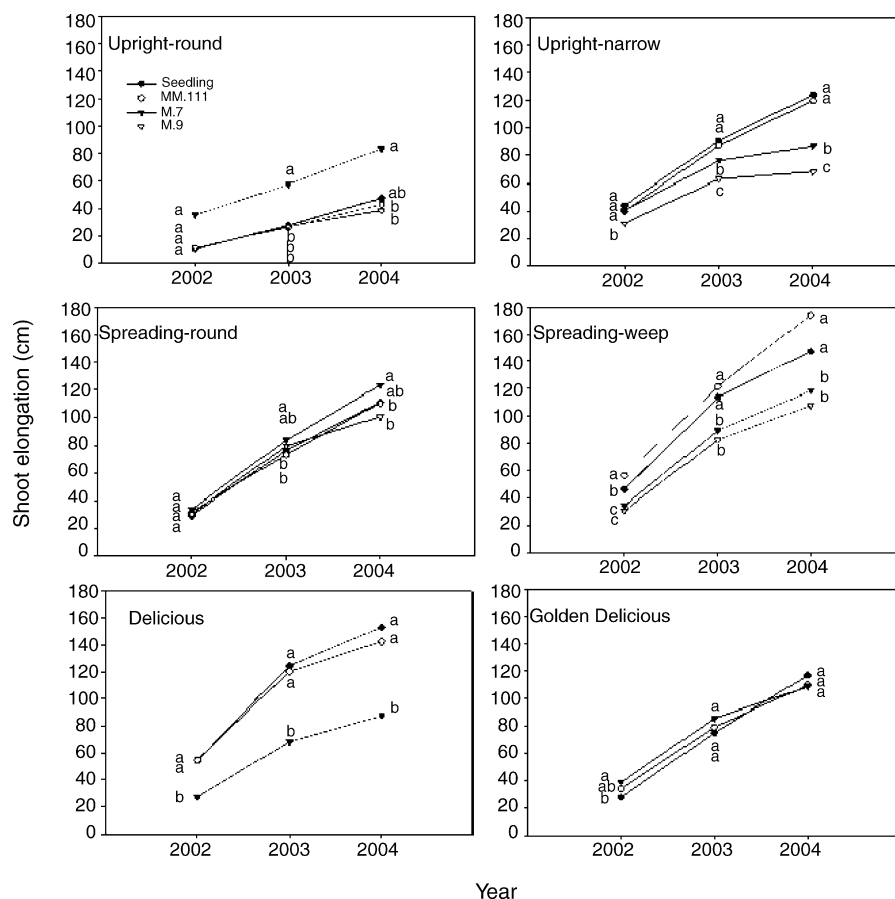 Upright-round
Seedling
MM.111
M.7
M.9
180
160
140
120
100
80
60
40
20
0
a
a
a
a
a
b
b
b
a
ab
b
b
2002 2003 2004
Upright-narrow
180
160
140
120
100
80
60
40
20
0
a
a
a
b
a
a
b
c
a
a
b
c
2002 2003 2004
Shoot elongation (cm)
Spreading-round
180
160
140
120
100
80
60
40
20
0
a
a
a
a
a
ab
b
b
a
ab
b
b
2002 2003 2004
Spreading-weep
180
160
140
120
100
80
60
40
20
0
a
b
c
c
a
a
b
b
a
a
b
b
2002 2003 2004
Delicious
180
160
140
120
100
80
60
40
20
0
a
a
b
a
a
b
a
a
b
2002 2003 2004
Golden Delicious
180
160
140
120
100
80
60
40
20
0
a
ab
b
a
a
a
a
a
a
2002 2003 2004
Year